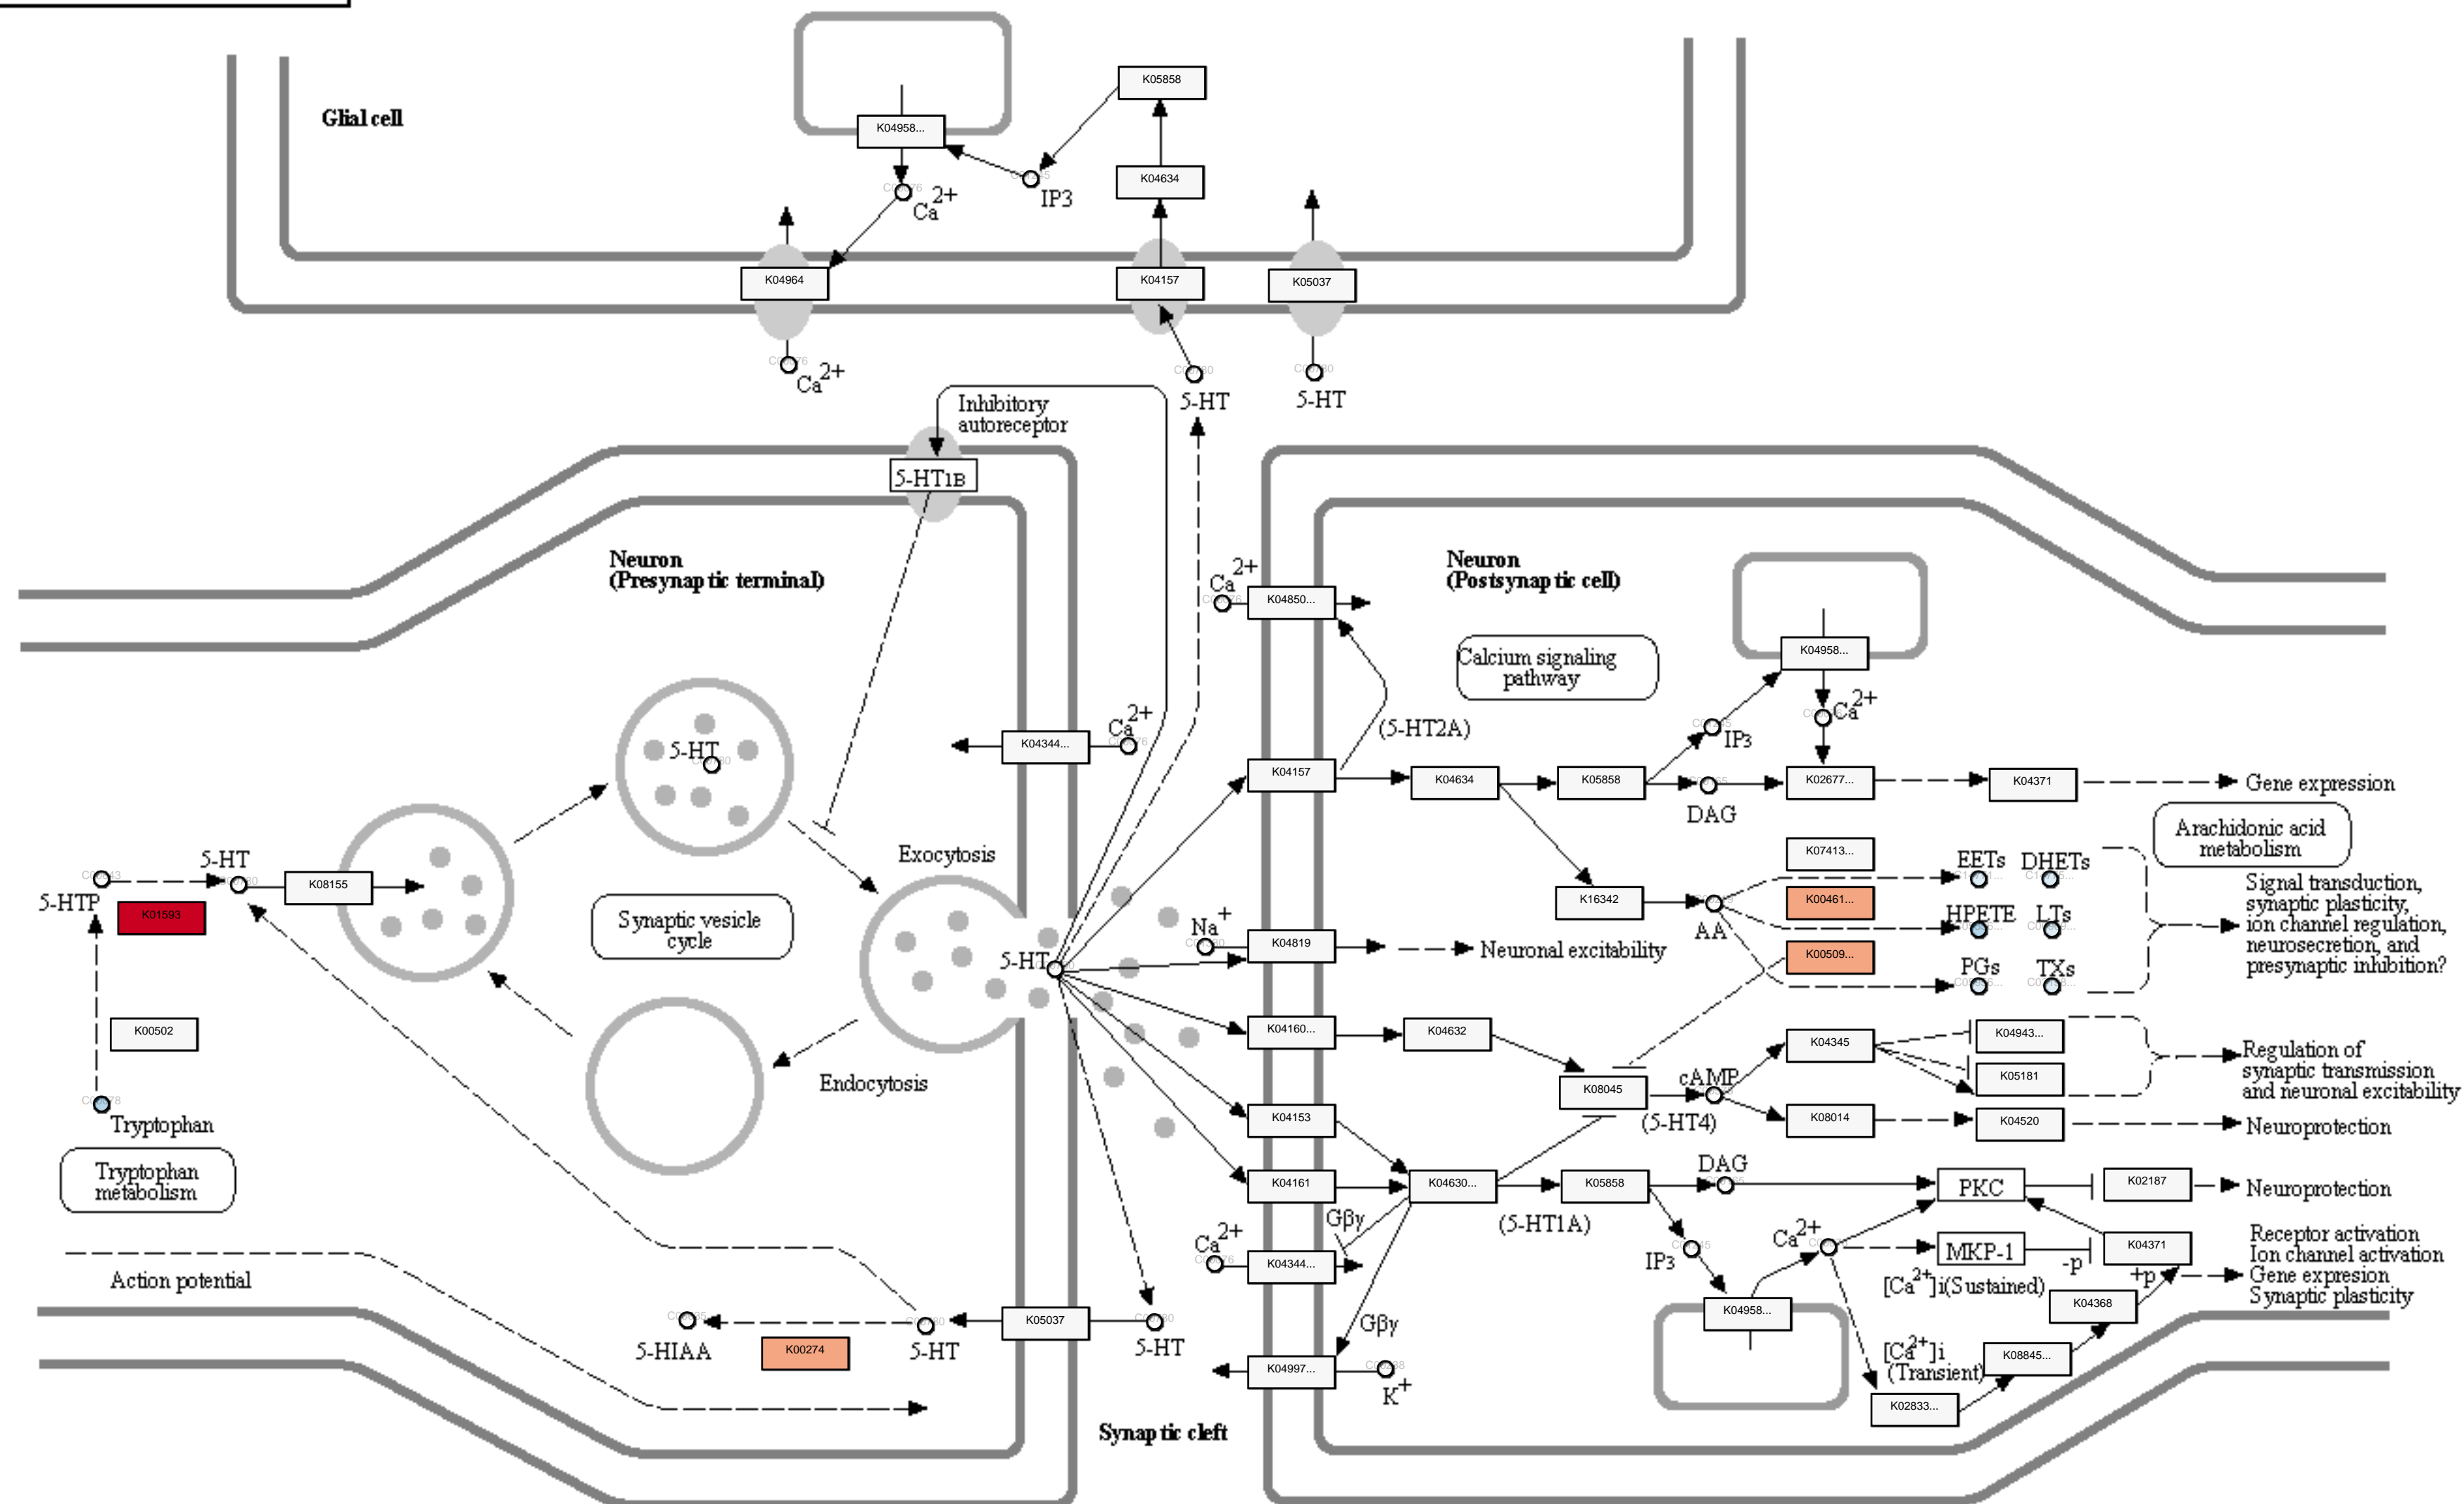 K05858
Glial cell
K04958...
K04634
IP3
Ca2+
K04964
K04157
K05037
Ca2+
5-HT
5-HT
Inhibitory
autoreceptor
5-HT1B
Neuron
(Presynaptic terminal)
Neuron
(Postsynaptic cell)
Ca2+
K04850...
Calcium signaling
pathway
K04958...
Ca2+
(5-HT2A)
IP3
Ca2+
K04344...
5-HT
K04157
K04634
K05858
DAG
K02677...
K04371
Gene expression
Arachidonic acid
metabolism
Exocytosis
K07413...
EETs
DHETs
5-HT
5-HTP
K08155
K01593
K16342
AA
K00461...
HPETE
LTs
Signal transduction,
synaptic plasticity,
ion channel regulation,
neurosecretion, and
presynaptic inhibition?
Synaptic vesicle
cycle
Na+
K04819
Neuronal excitability
K00509...
PGs
TXs
5-HT
K00502
K04160...
K04632
K04345
K04943...
K05181
Regulation of
synaptic transmission
and neuronal excitability
Endocytosis
K08045
cAMP
(5-HT4)
Tryptophan
K04153
K08014
K04520
Neuroprotection
Tryptophan
metabolism
K04161
K04630...
K05858
DAG
PKC
K02187
Neuroprotection
(5-HT1A)
Gβγ
Ca2+
K04344...
IP3
Ca2+
MKP-1
-p
K04371
Receptor activation
Ion channel activation
Gene expresion
Synaptic plasticity
Action potential
[Ca2+]i(Sustained)
+p
K04368
K04958...
5-HIAA
K00274
5-HT
K05037
5-HT
Gβγ
K04997...
K+
[Ca2+]i
(Transient)
K08845...
K02833...
Synaptic cleft